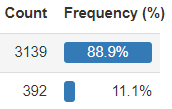 Count Frequency (%)
3139 88.9%
392 11.1%